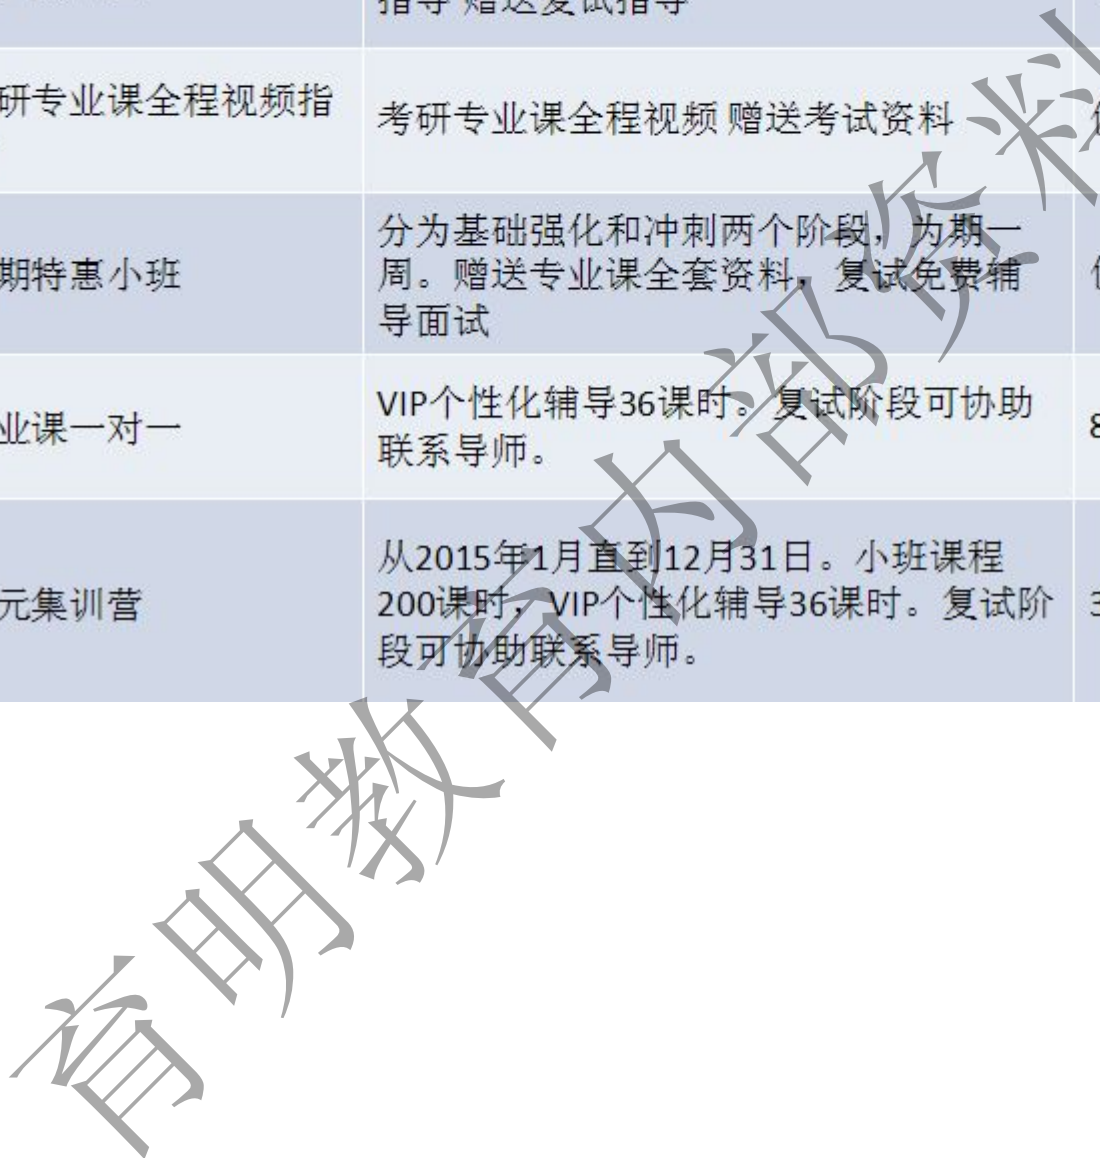 指导 赠送复试指导
研专业课全程视频指
考研专业课全程视频 赠送考试资料
期特惠小班
分为基础强化和冲刺两个阶段，为期一
周。赠送专业课全套资料，复试免费辅
导面试
业课一对一
VIP个性化辅导36课时。复试阶段可协助
联系导师。
8
元集训营
从2015年1月直到12月31日。小班课程
200课时，VIP个性化辅导36课时。复试阶
段可协助联系导师。
3
育明教育内部资料